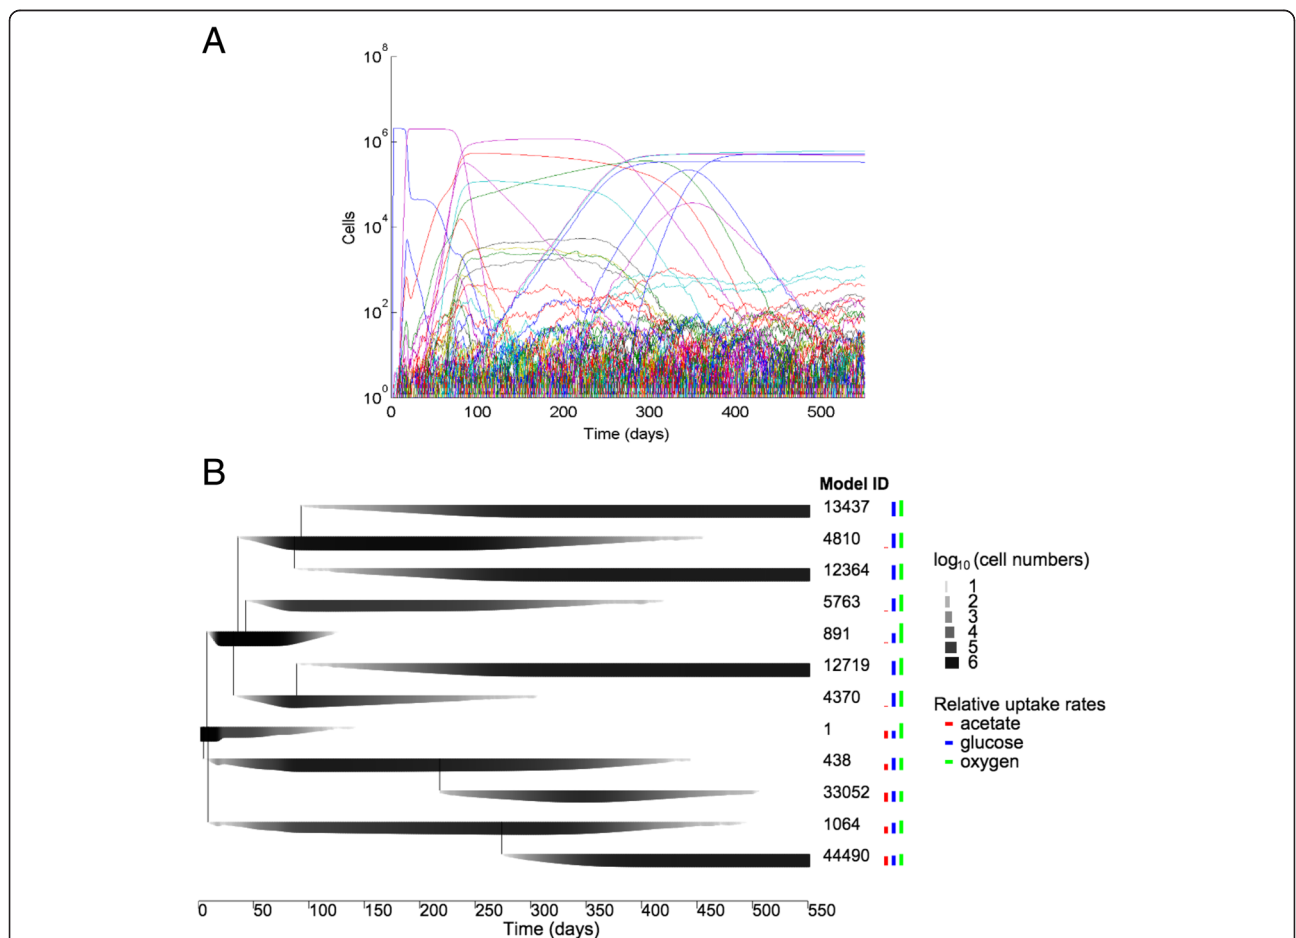 A
10^8
10^6
10^4
10^2
10^0
Cells
0 100 200 300 400 500
Time (days)
B
Model ID
13437
4810
12364
5763
891
12719
4370
1
438
33052
1064
44490
log10 (cell numbers)
1
2
3
4
5
6
Relative uptake rates
acetate
glucose
oxygen
0 50 100 150 200 250 300 350 400 450 500 550
Time (days)